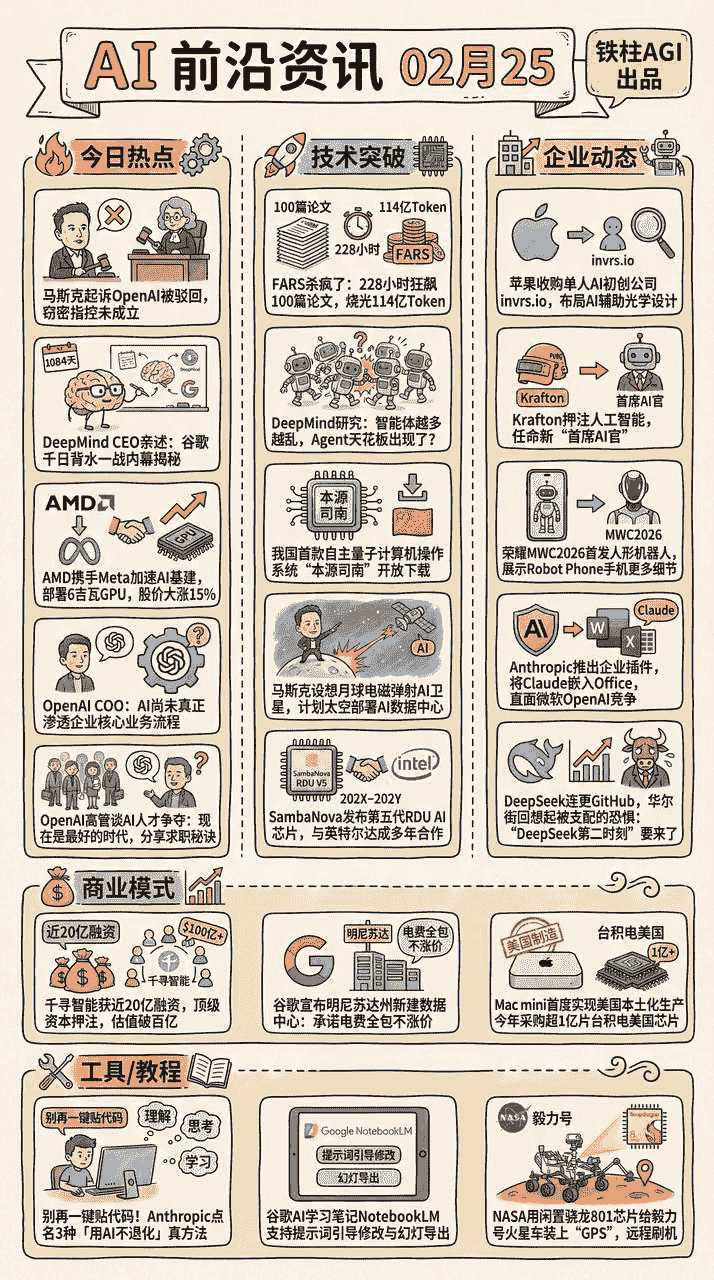 AI 前沿资讯 02月25
铁柱AGI
出品
今日热点
马斯克起诉OpenAI被驳回，
窃密指控未成立
1084天
DeepMind
G
DeepMind CEO亲述：谷歌
千日背水一战内幕揭秘
AMD
GPU
AMD携手Meta加速AI基建，
部署6吉瓦GPU，股价大涨15%
?
OpenAI COO：AI尚未真正
渗透企业核心业务流程
?
OpenAI高管谈AI人才争夺：现
在是最好的时代，分享求职秘诀
技术突破
100篇论文
114亿Token
228小时
FARS
FARS杀疯了：228小时狂飙
100篇论文，烧光114亿Token
?
DeepMind研究：智能体越多
越乱，Agent天花板出现了？
本源
司南
我国首款自主量子计算机操作
系统“本源司南”开放下载
AI
马斯克设想月球电磁弹射AI卫
星，计划太空部署AI数据中心
SambaNova
RDU V5
intel
202X–202Y
SambaNova发布第五代RDU AI
芯片，与英特尔达成多年合作
企业动态
invrs.io
苹果收购单人AI初创公司
invrs.io，布局AI辅助光学设计
PUBG
Krafton
首席AI官
Krafton押注人工智能，
任命新“首席AI官”
MWC2026
荣耀MWC2026首发人形机器人，
展示Robot Phone手机更多细节
AI
W
X
Claude
Anthropic推出企业插件，
将Claude嵌入Office，
直面微软OpenAI竞争
DeepSeek连更GitHub，华尔
街回想起被支配的恐惧：
“DeepSeek第二时刻”要来了
商业模式
近20亿融资
$100亿+
千寻智能
千寻智能获近20亿融资，顶级
资本押注，估值破百亿
G
明尼苏达
电费全包
不涨价
谷歌宣布明尼苏达州新建数据
中心：承诺电费全包不涨价
美国制造
台积电美国
1亿+
Mac mini首度实现美国本土化生产
今年采购超1亿片台积电美国芯片
工具/教程
别再一键贴代码
理解
思考
学习
别再一键贴代码！Anthropic点
名3种「用AI不退化」真方法
Google NotebookLM
提示词引导修改
幻灯导出
谷歌AI学习笔记NotebookLM
支持提示词引导修改与幻灯导出
NASA
毅力号
Snapdragon
NASA用闲置骁龙801芯片给毅力
号火星车装上“GPS”，远程刷机